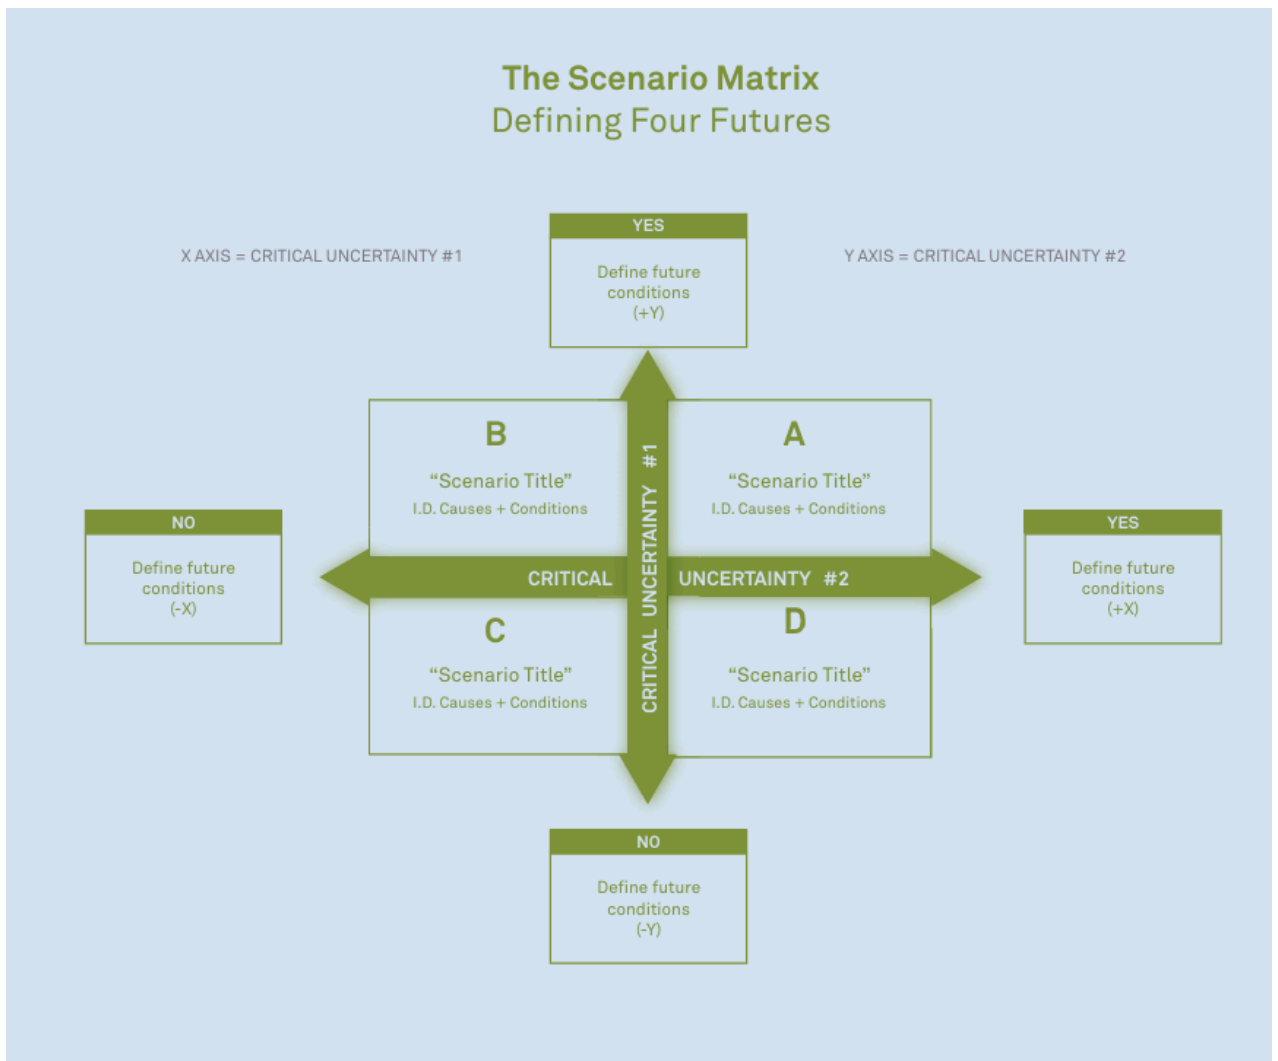 The Scenario Matrix
Defining Four Futures
X AXIS = CRITICAL UNCERTAINTY #1
YES
Define future
conditions
(+Y)
Y AXIS = CRITICAL UNCERTAINTY #2
B
“Scenario Title”
I.D. Causes + Conditions
A
“Scenario Title”
I.D. Causes + Conditions
CRITICAL UNCERTAINTY #1
NO
Define future
conditions
(-X)
CRITICAL UNCERTAINTY #2
YES
Define future
conditions
(+X)
C
“Scenario Title”
I.D. Causes + Conditions
D
“Scenario Title”
I.D. Causes + Conditions
NO
Define future
conditions
(-Y)